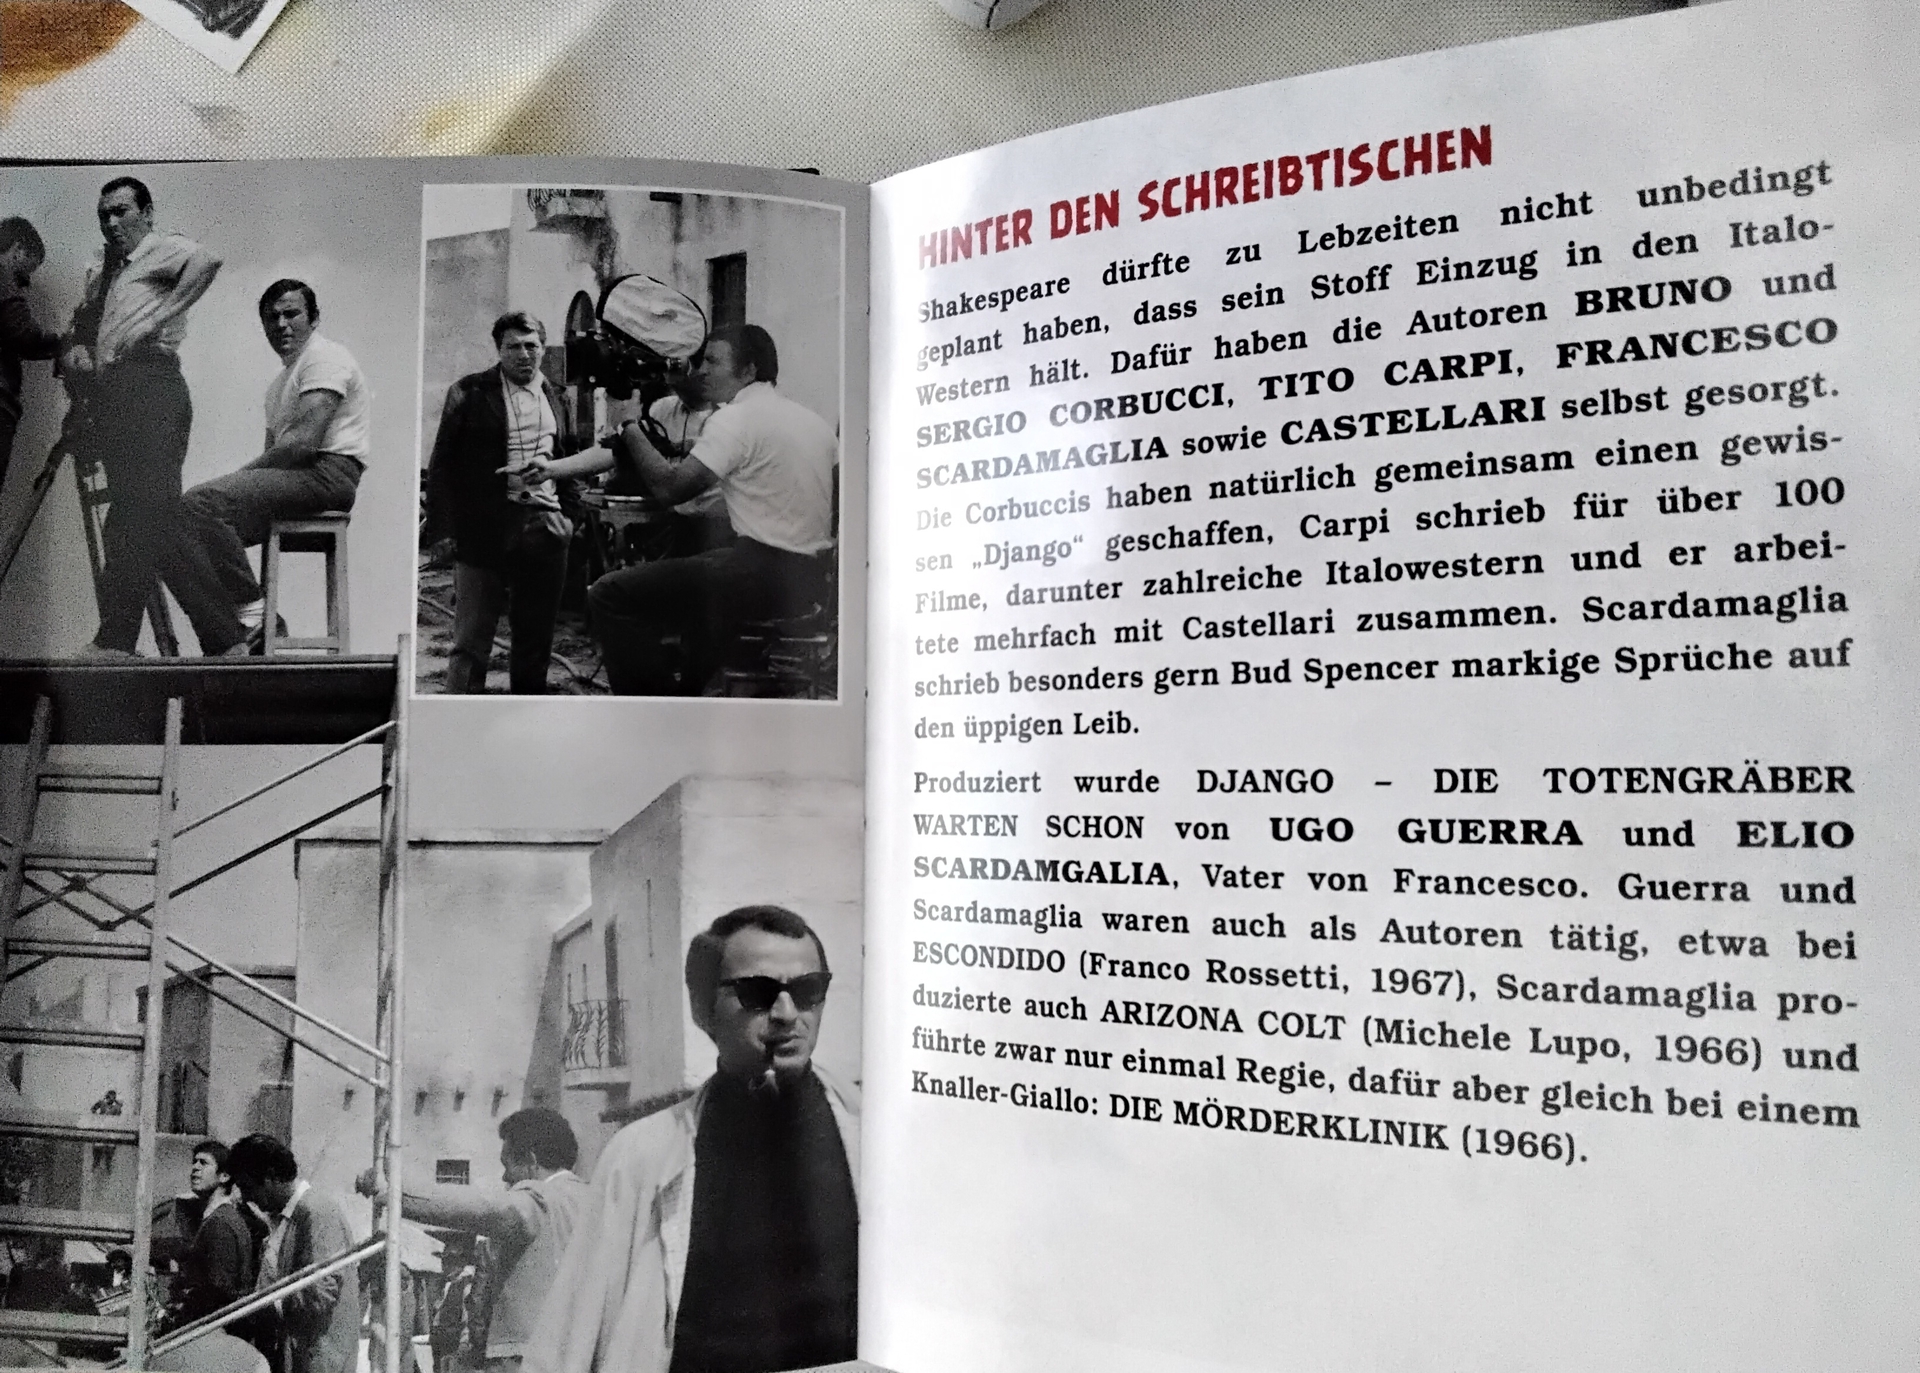 HINTER DEN SCHREIBTISCHEN
Shakespeare dürfte zu Lebzeiten nicht unbedingt
geplant haben, dass sein Stoff Einzug in den Italo-
Western hält. Dafür haben die Autoren BRUNO und
SERGIO CORBUCCI, TITO CARPI, FRANCESCO
SCARDAMAGLIA sowie CASTELLARI selbst gesorgt.
Die Corbuccis haben natürlich gemeinsam einen gewis-
sen „Django“ geschaffen, Carpi schrieb für über 100
Filme, darunter zahlreiche Italowestern und er arbei-
tete mehrfach mit Castellari zusammen. Scardamaglia
schrieb besonders gern Bud Spencer markige Sprüche auf
den üppigen Leib.
Produziert wurde DJANGO – DIE TOTENGRÄBER
WARTEN SCHON von UGO GUERRA und ELIO
SCARDAMGALIA, Vater von Francesco. Guerra und
Scardamaglia waren auch als Autoren tätig, etwa bei
ESCONDIDO (Franco Rossetti, 1967), Scardamaglia pro-
duzierte auch ARIZONA COLT (Michele Lupo, 1966) und
führte zwar nur einmal Regie, dafür aber gleich bei einem
Knaller-Giallo: DIE MÖRDERKLINIK (1966).